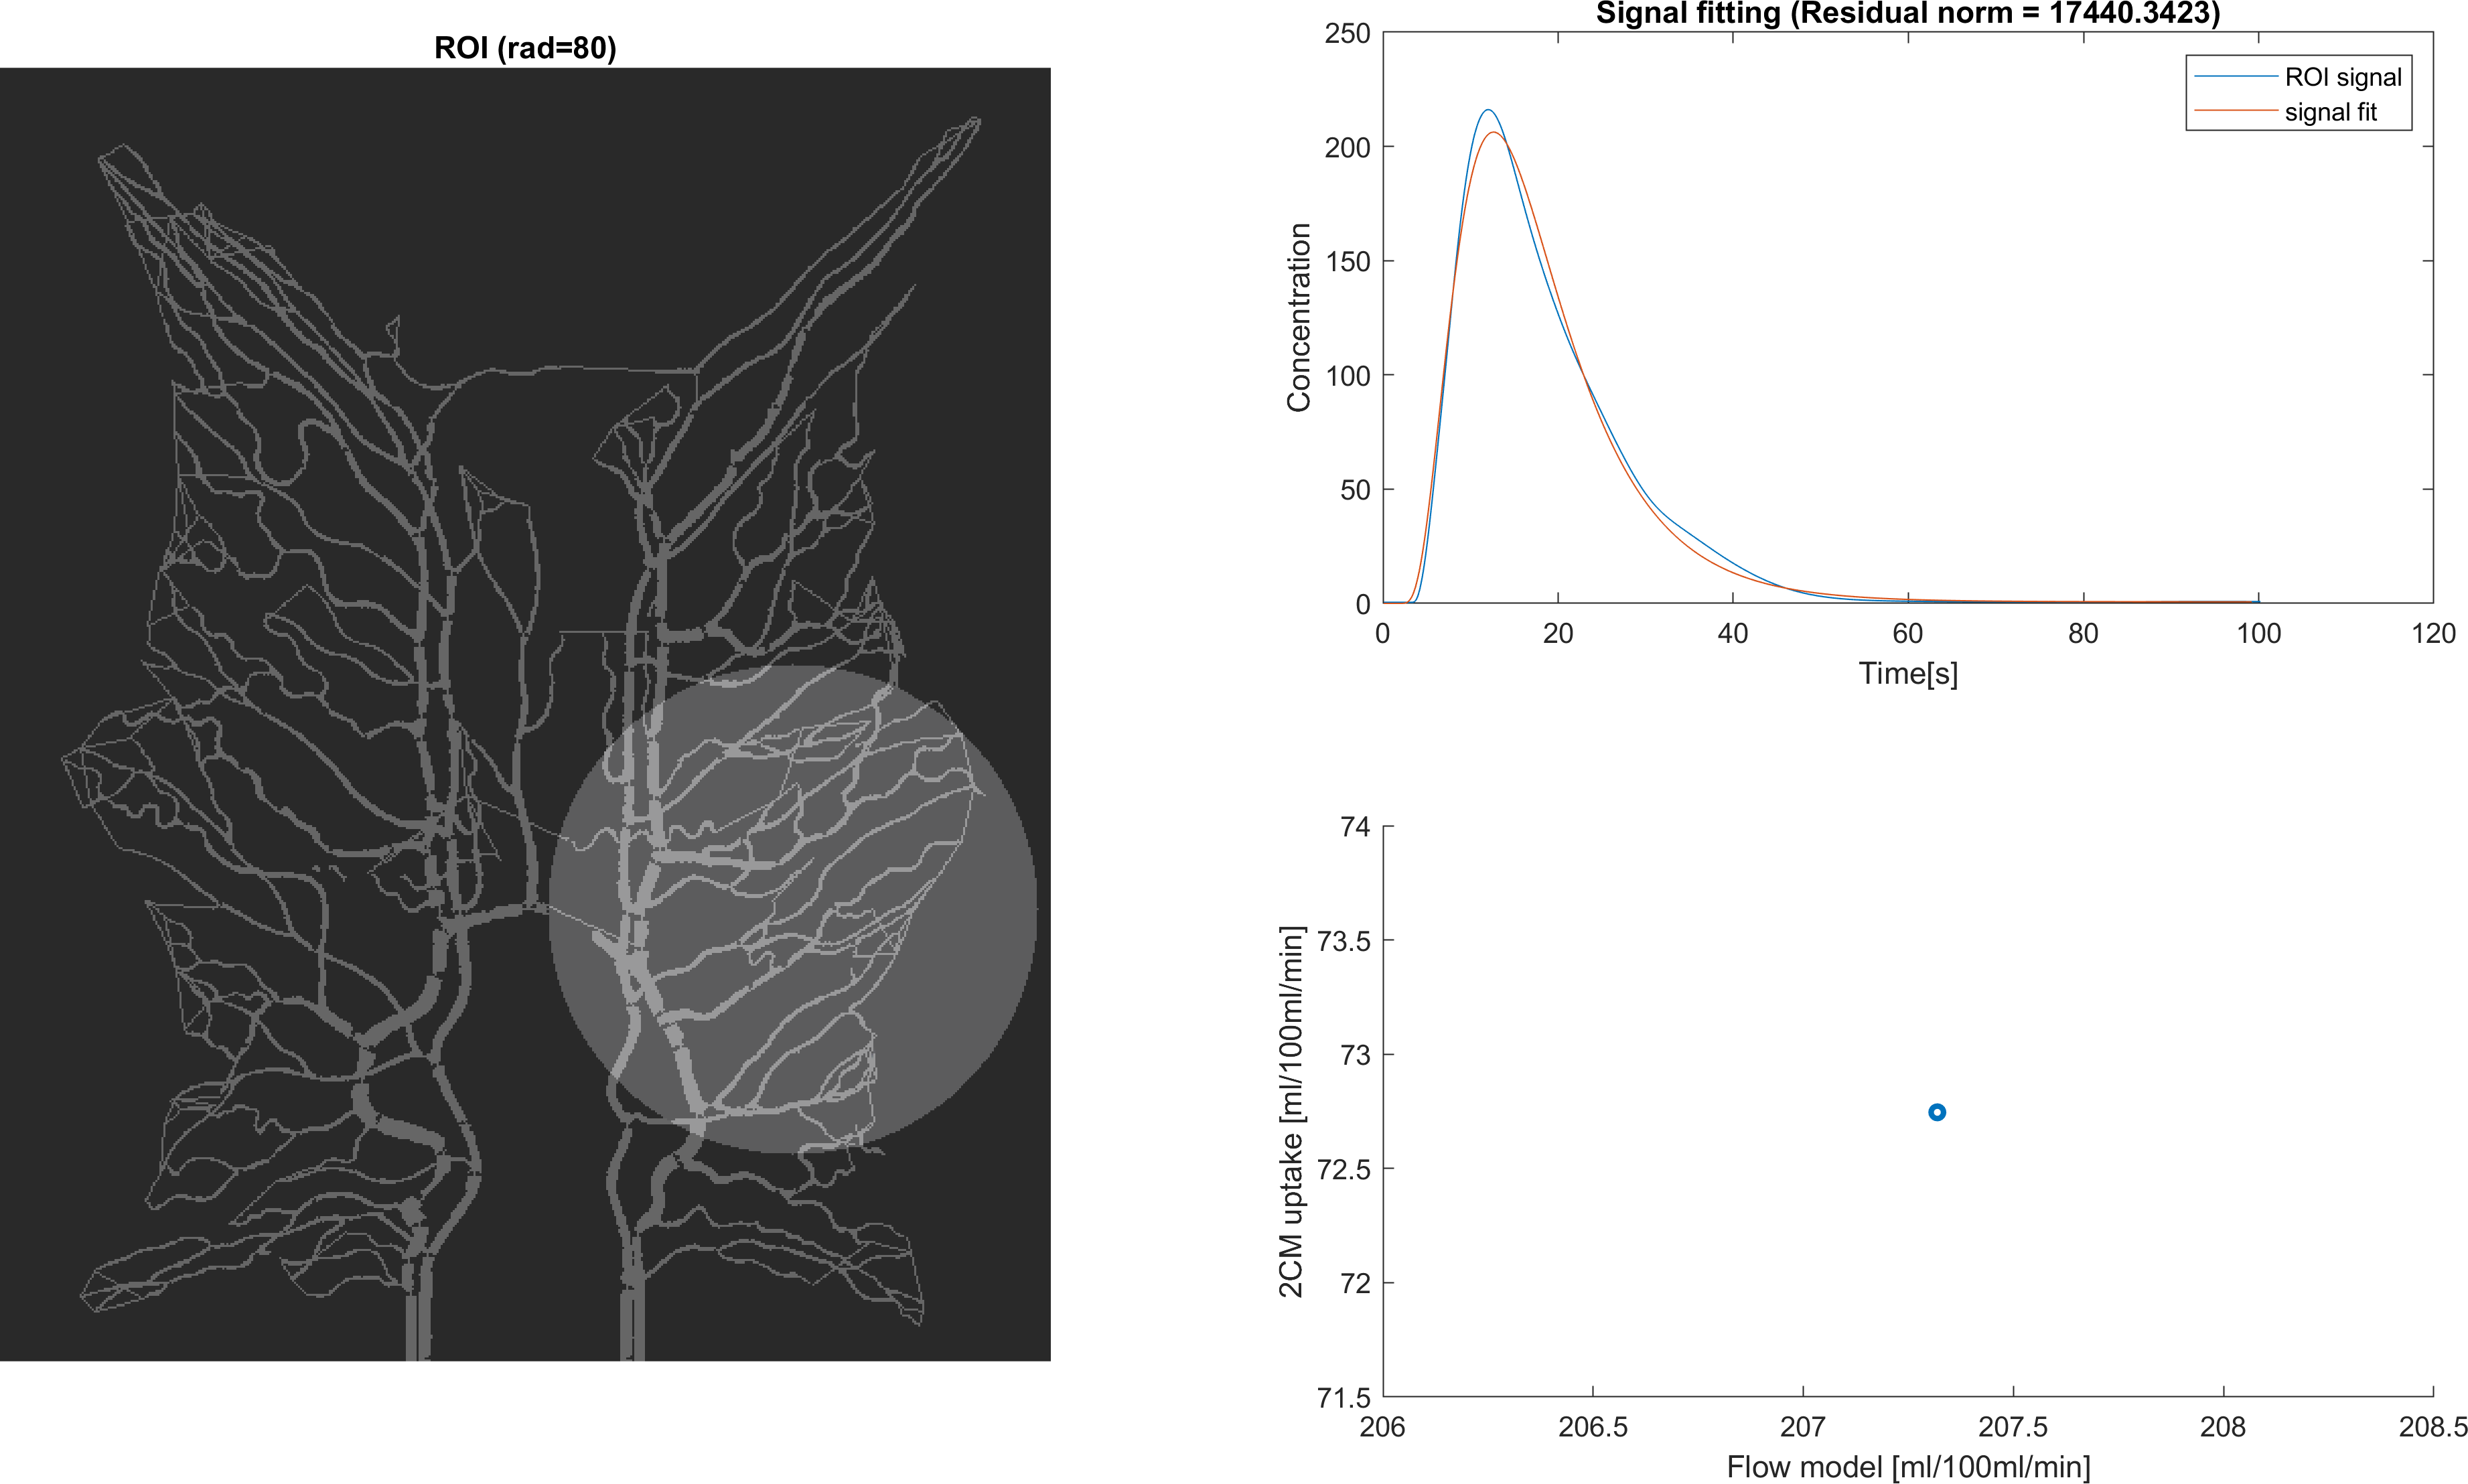 ROI (rad=80)
Signal fitting (Residual norm = 17440.3423)
250
200
150
100
50
0
Concentration
0 20 40 60 80 100 120
Time[s]
ROI signal
signal fit
74
73.5
73
72.5
72
71.5
2CM uptake [ml/100ml/min]
206 206.5 207 207.5 208 208.5
Flow model [ml/100ml/min]